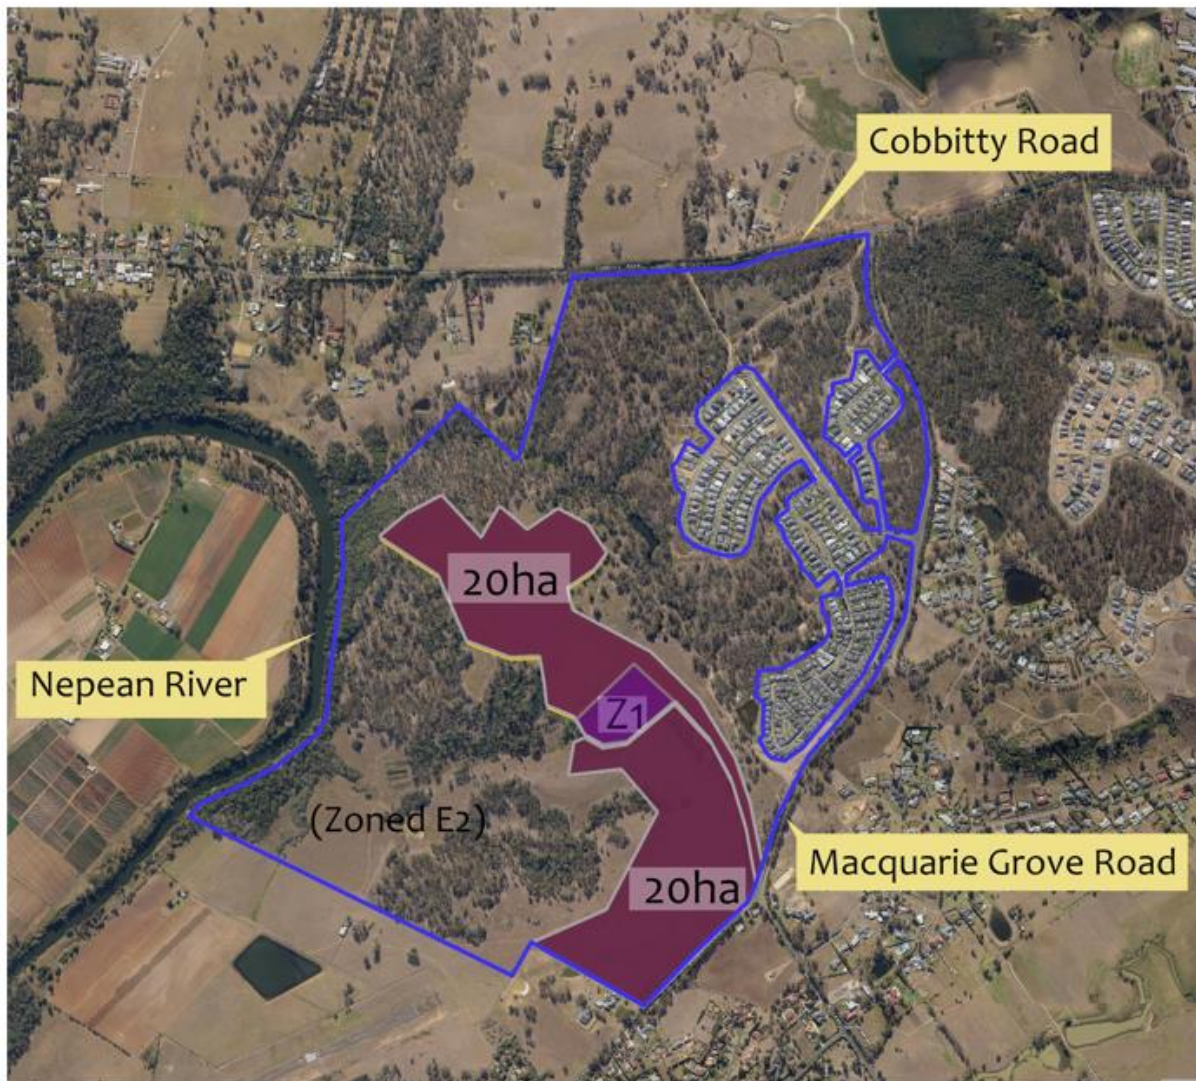 Cobbitty Road
20ha
Nepean River
Z1
(Zoned E2)
Macquarie Grove Road
20ha